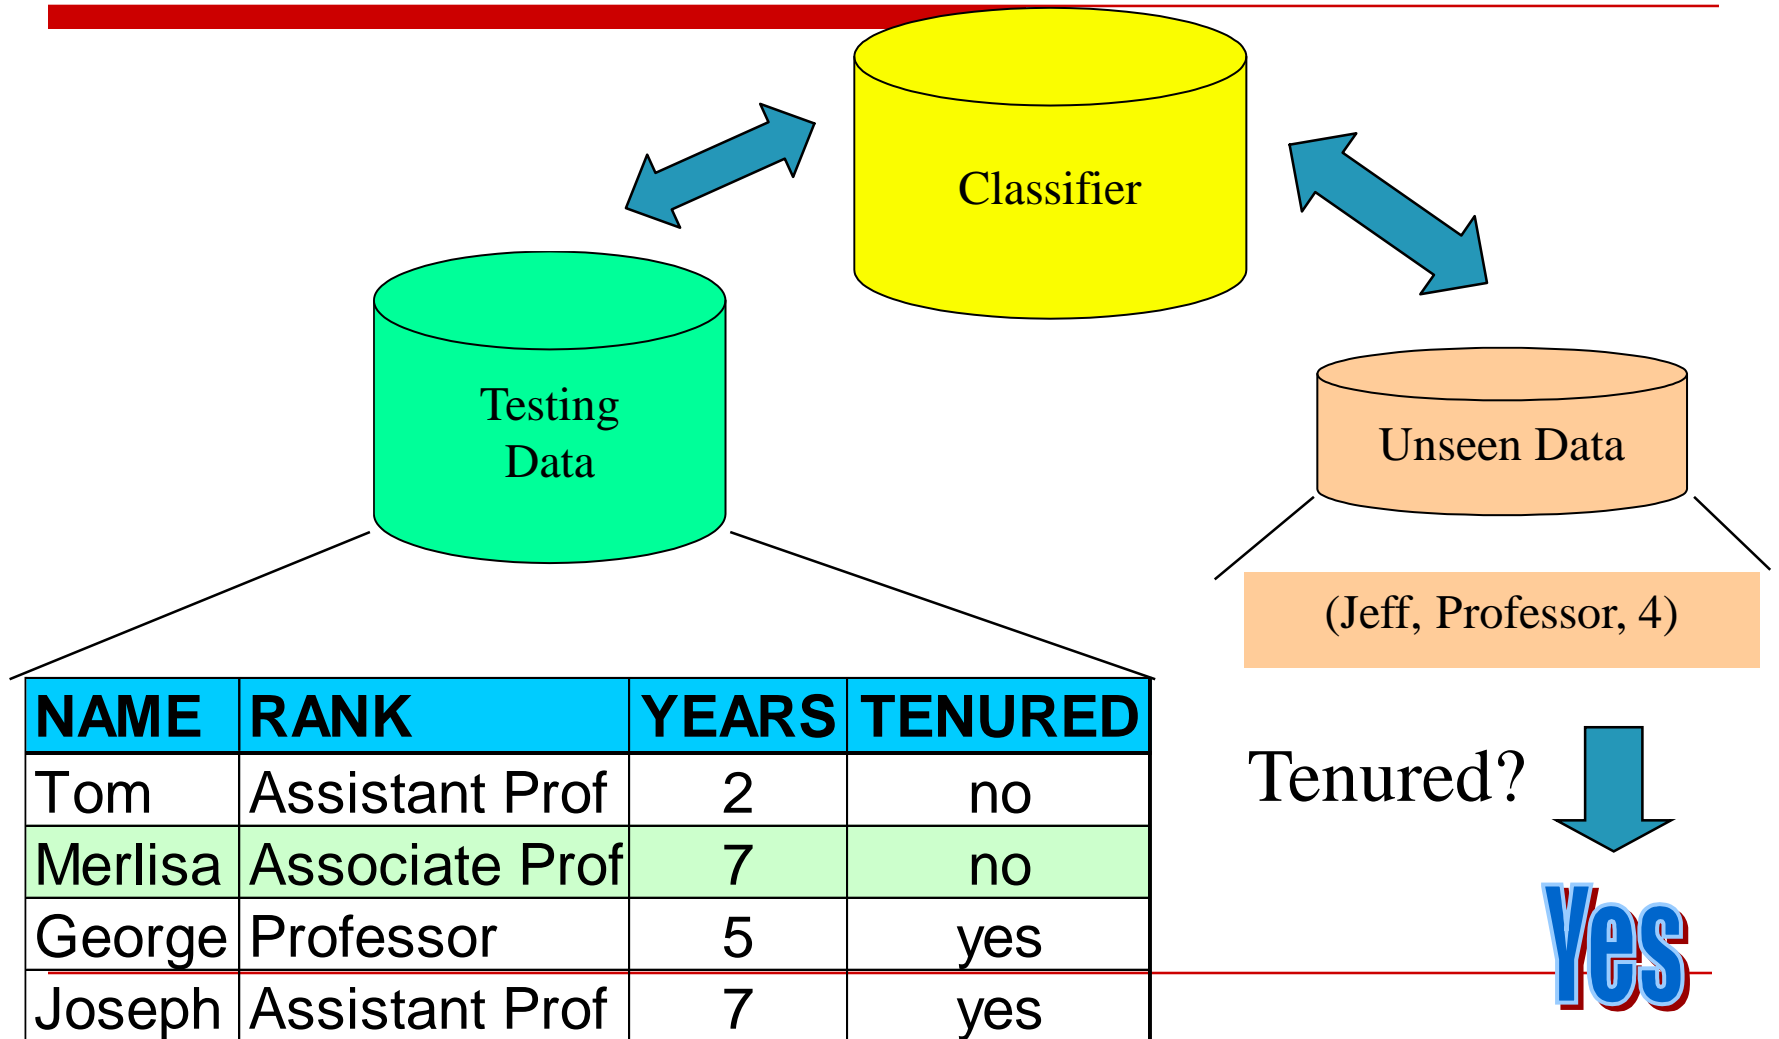 Classifier
Testing
Data
Unseen Data
(Jeff, Professor, 4)
NAME RANK YEARS TENURED
Tom Assistant Prof 2 no
Merlisa Associate Prof 7 no
George Professor 5 yes
Joseph Assistant Prof 7 yes
Tenured?
Yes